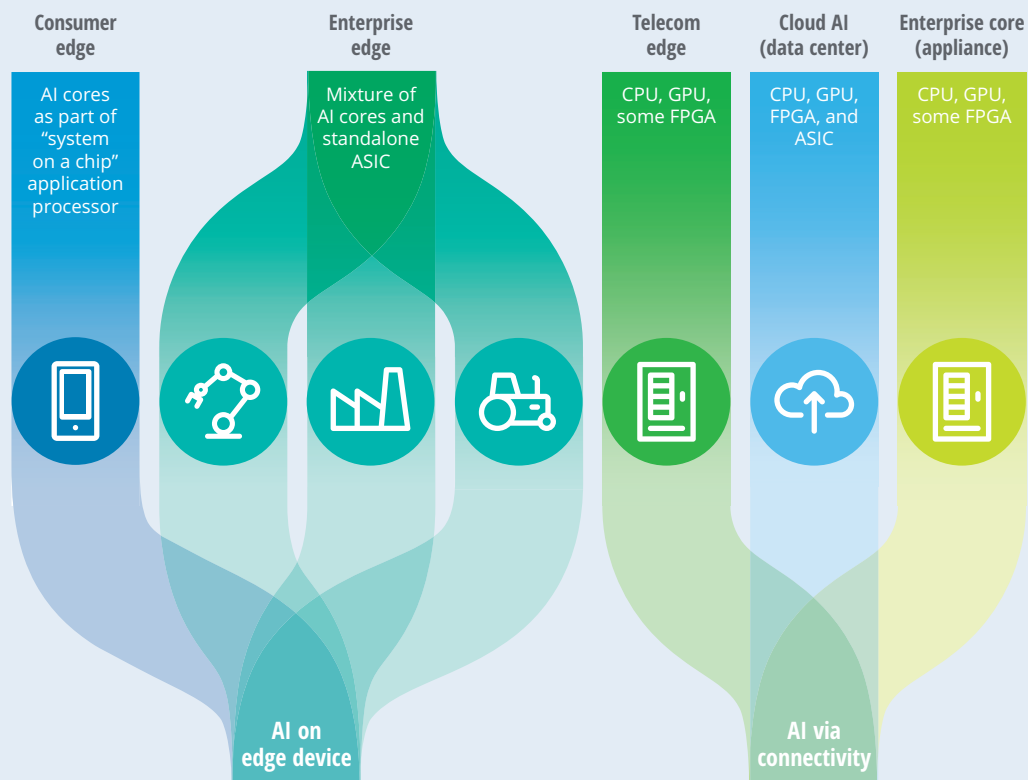 Consumer
edge
Enterprise
edge
Telecom
edge
Cloud AI
(data center)
Enterprise core
(appliance)
AI cores
as part of
“system
on a chip”
application
processor
Mixture of
AI cores and
standalone
ASIC
CPU, GPU,
some FPGA
CPU, GPU,
FPGA, and
ASIC
CPU, GPU,
some FPGA
AI on
edge device
AI via
connectivity